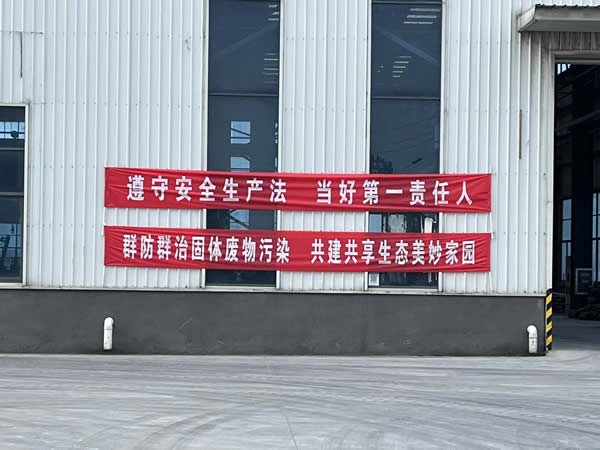 遵守安全生产法 当好第一责任人
群防群治固体废物污染 共建共享生态美妙家园